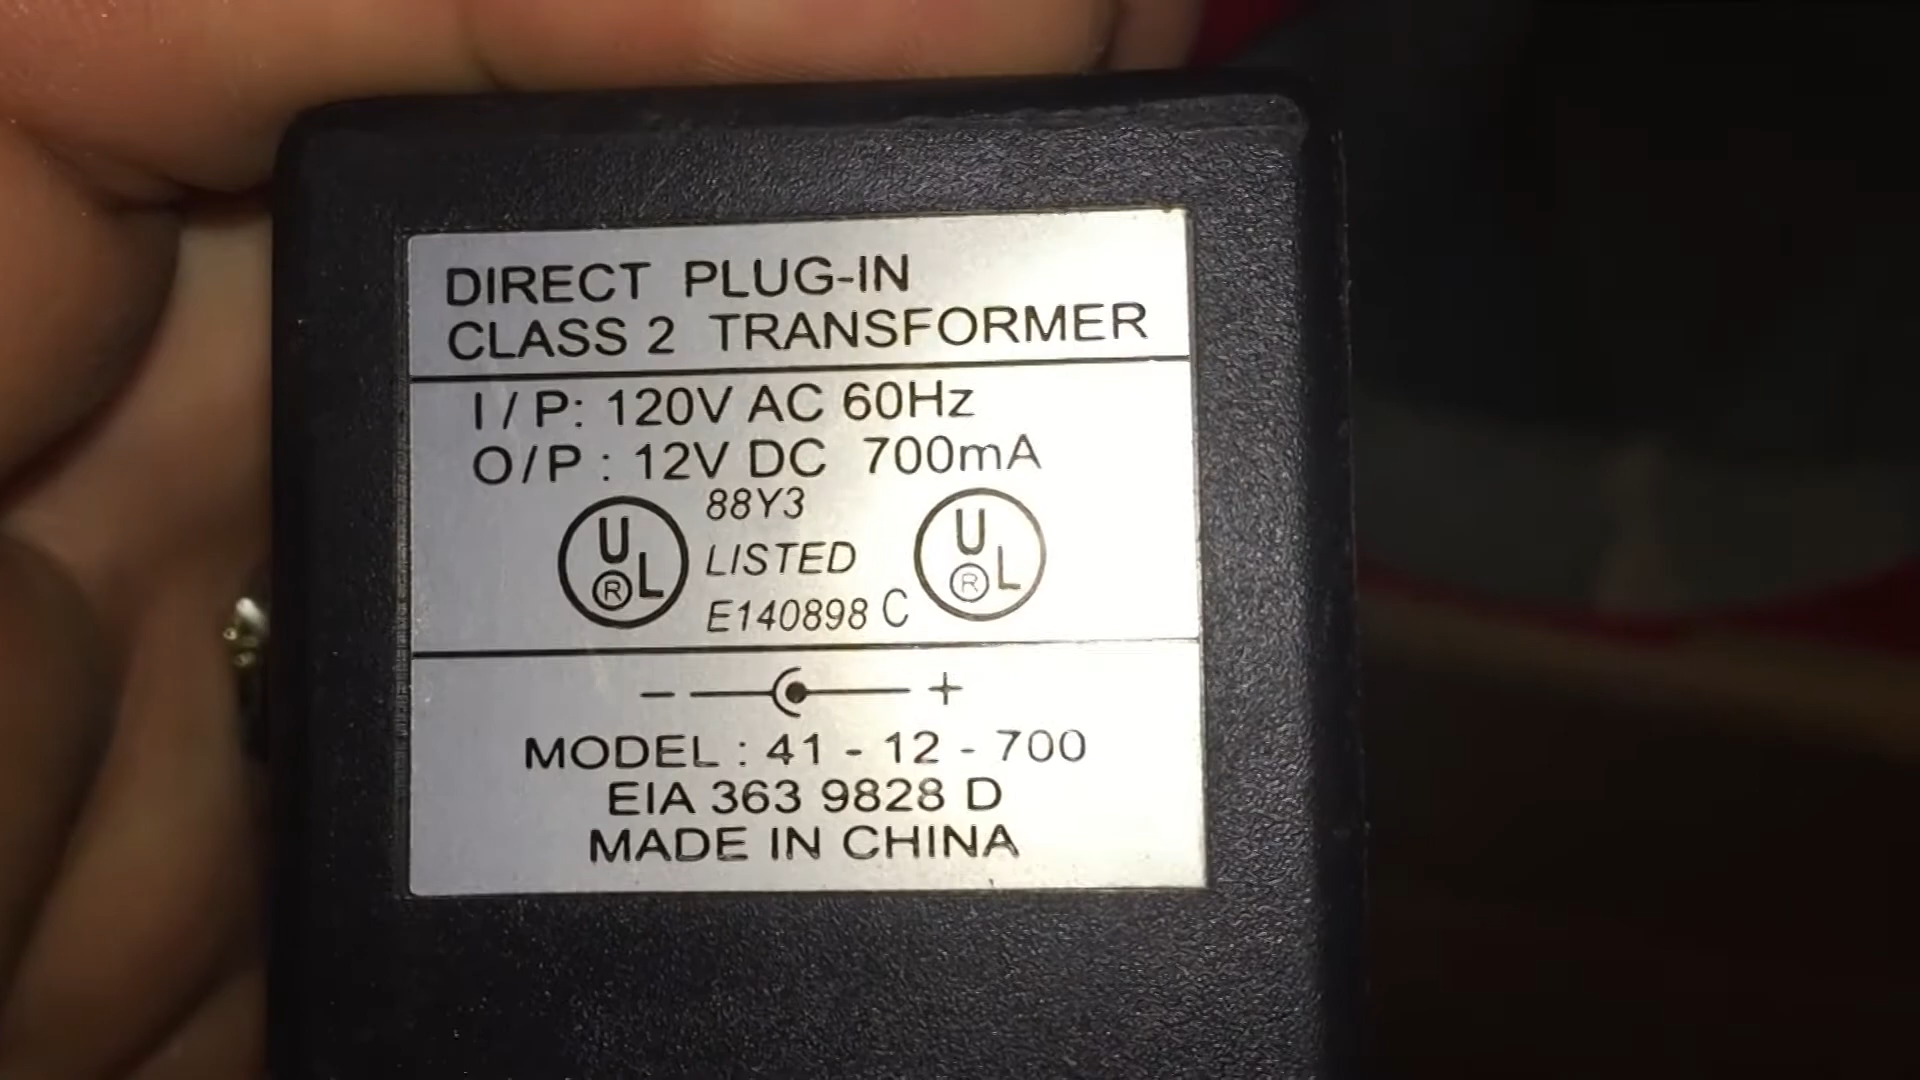 DIRECT PLUG-IN
CLASS 2 TRANSFORMER
I/P: 120V AC 60Hz
O/P: 12V DC 700mA
UL® 88Y3 LISTED E140898 C UL®
- +
MODEL: 41-12-700
EIA 363 9828 D
MADE IN CHINA